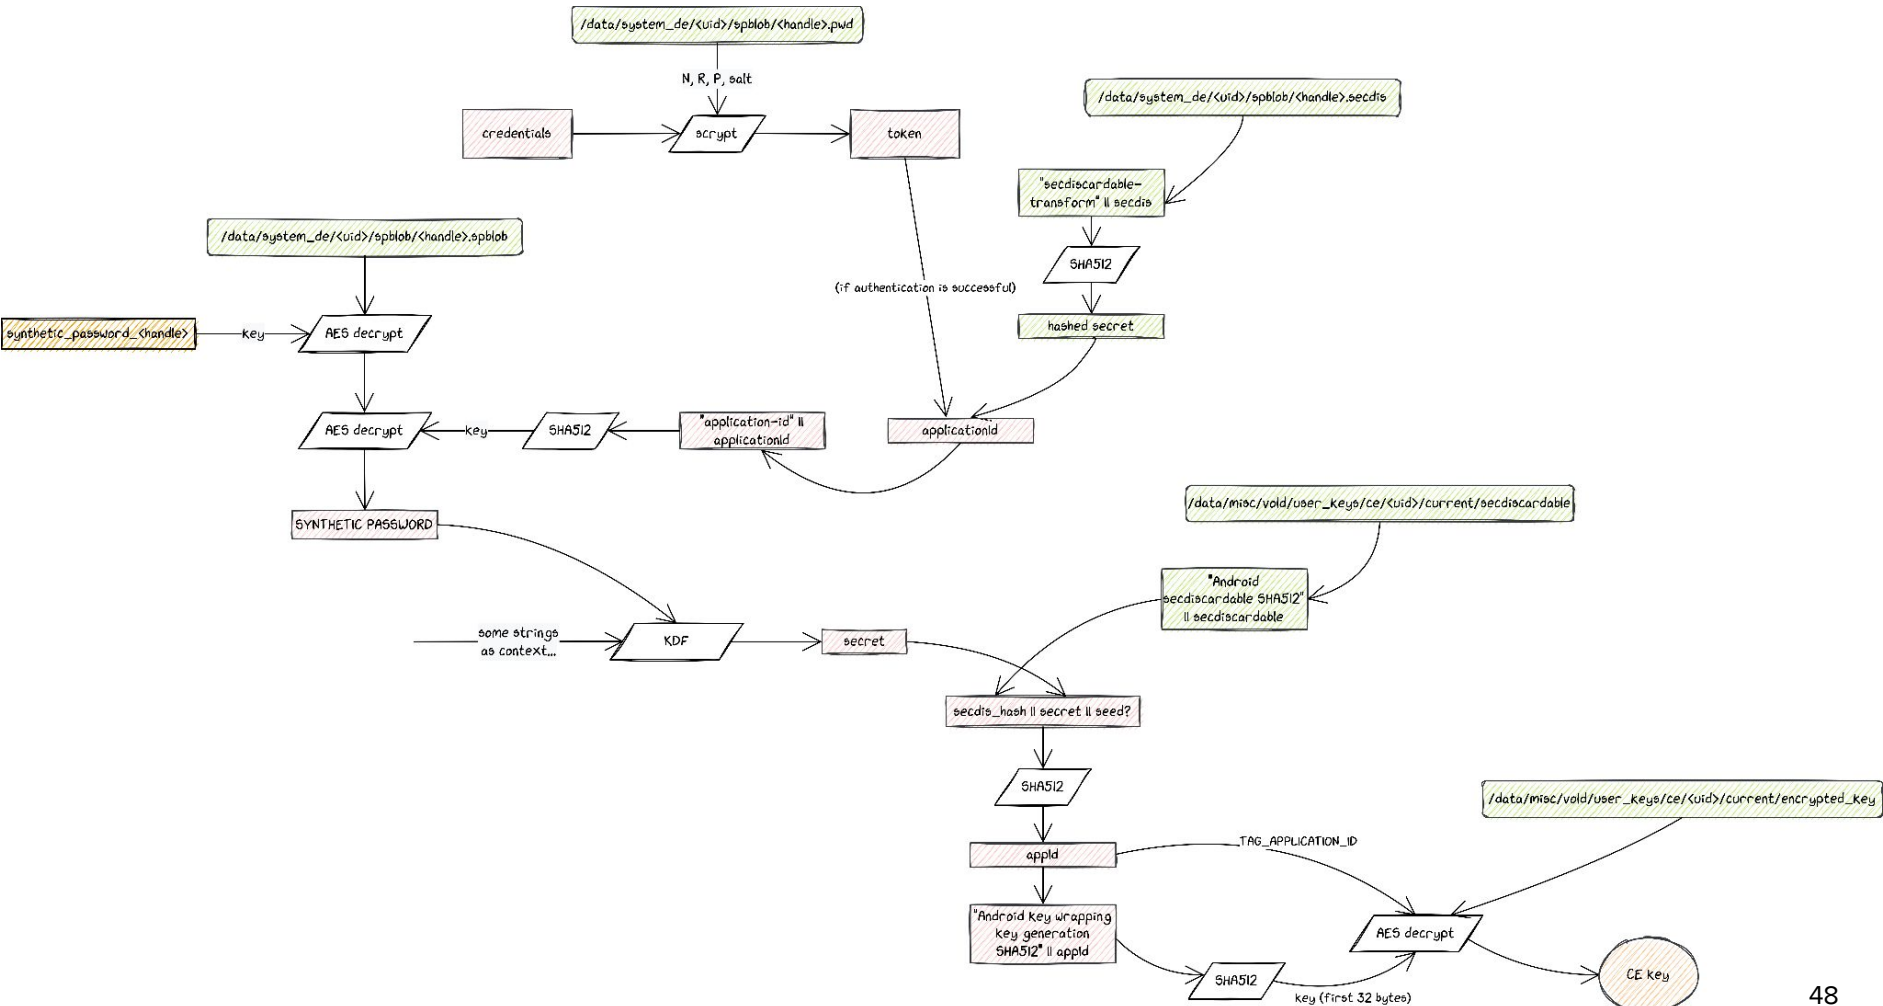 /data/system_de/<uid>/spblob/<handle>.pwd
N, R, P, salt
/data/system_de/<uid>/spblob/<handle>.secdis
credentials
scrypt
token
"secdiscardable-
transform" || secdis
/data/system_de/<uid>/spblob/<handle>.spblob
SHA512
(if authentication is successful)
synthetic_password_<handle>
key
AES decrypt
hashed secret
AES decrypt
key
SHA512
"application-id" ||
applicationId
applicationId
SYNTHETIC PASSWORD
/data/misc/vold/user_keys/ce/<uid>/current/secdiscardable
"Android
secdiscardable SHA512"
|| secdiscardable
some strings
as context...
KDF
secret
secdis_hash || secret || seed?
SHA512
/data/misc/vold/user_keys/ce/<uid>/current/encrypted_key
appId
TAG_APPLICATION_ID
"Android key wrapping
key generation
SHA512" || appId
AES decrypt
SHA512
key (first 32 bytes)
CE key
48